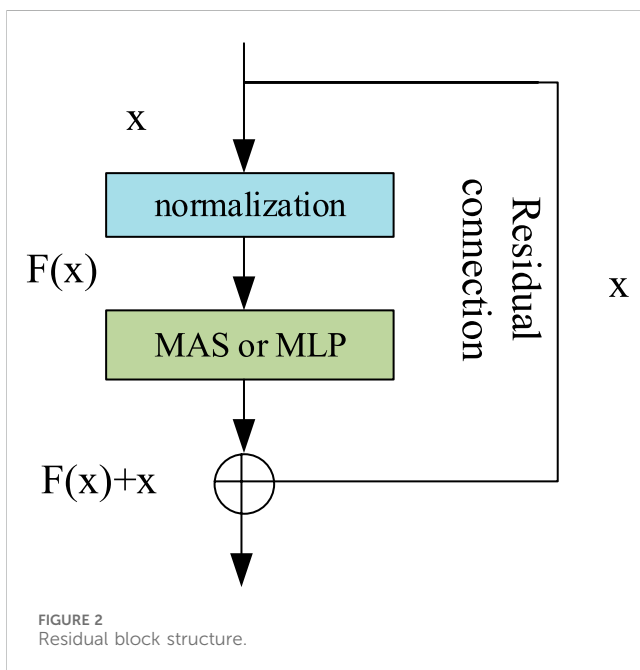 x
normalization
F(x)
MAS or MLP
F(x)+x
Residual
connection
x
FIGURE 2
Residual block structure.